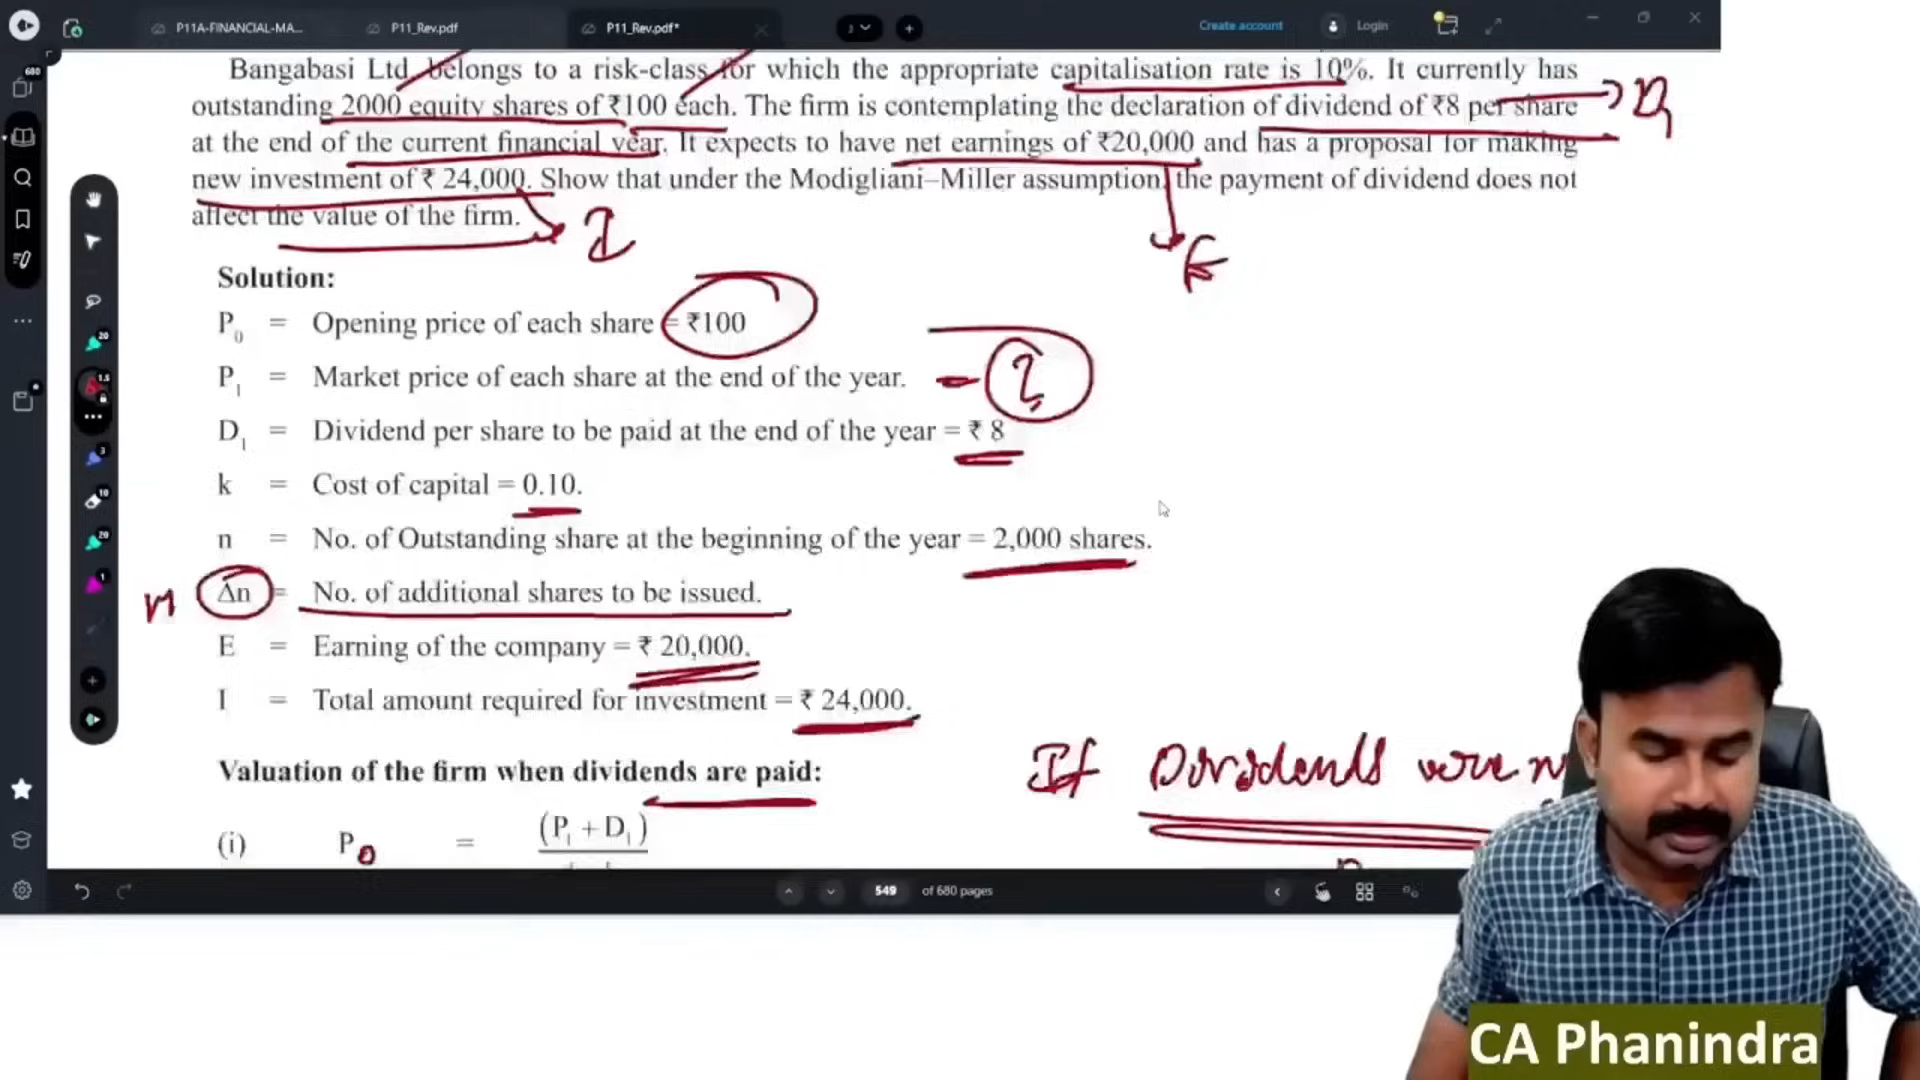 P11A-FINANCIAL-MA... P11_Rev.pdf P11_Rev.pdf* Create account Login
Bangabasi Ltd. belongs to a risk-class for which the appropriate capitalisation rate is 10%. It currently has
outstanding 2000 equity shares of ₹100 each. The firm is contemplating the declaration of dividend of ₹8 per share
at the end of the current financial year. It expects to have net earnings of ₹20,000 and has a proposal for making
new investment of ₹ 24,000. Show that under the Modigliani–Miller assumption, the payment of dividend does not
affect the value of the firm.
I
E
Solution:
P0 = Opening price of each share = ₹100
P1 = Market price of each share at the end of the year. - ?
D1 = Dividend per share to be paid at the end of the year = ₹ 8
k = Cost of capital = 0.10.
n = No. of Outstanding share at the beginning of the year = 2,000 shares.
Δn = No. of additional shares to be issued.
E = Earning of the company = ₹ 20,000.
I = Total amount required for investment = ₹ 24,000.
Valuation of the firm when dividends are paid:
If Dividends were
(i) P0 = (P1 + D1)
549 of 680 pages
CA Phanindra